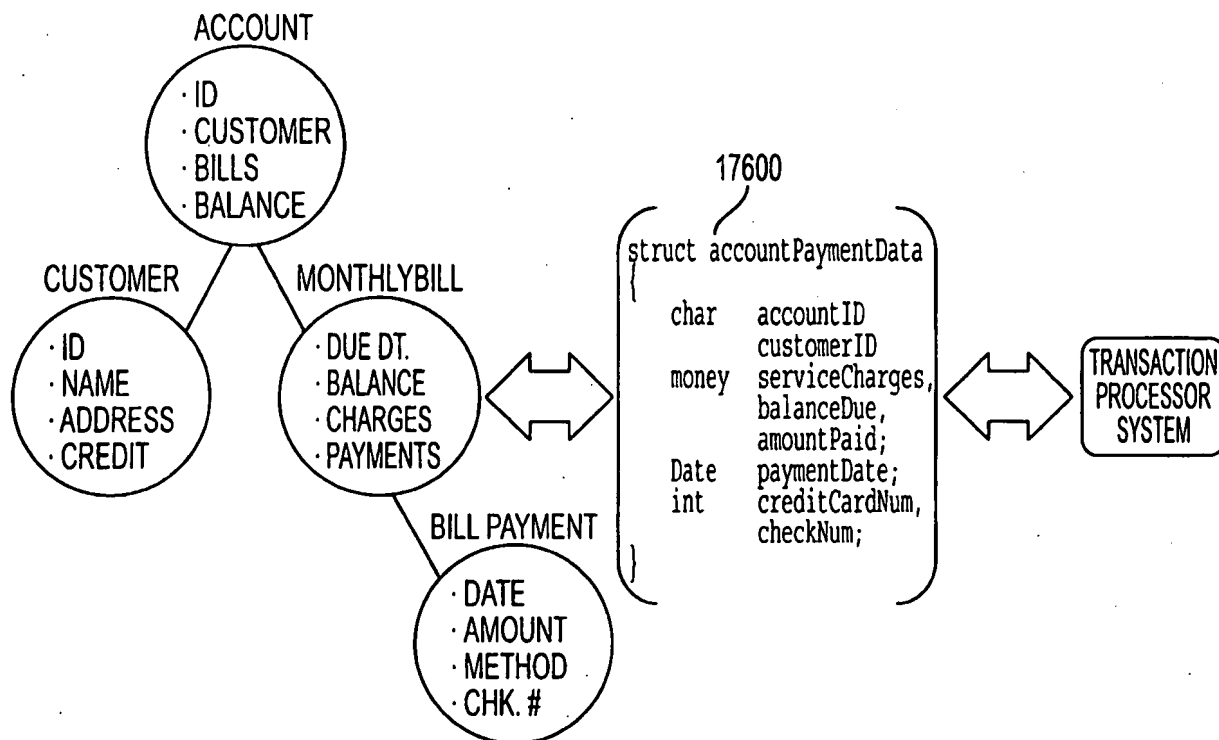 ACCOUNT
· ID
· CUSTOMER
· BILLS
· BALANCE
CUSTOMER
· ID
· NAME
· ADDRESS
· CREDIT
MONTHLYBILL
· DUE DT.
· BALANCE
· CHARGES
· PAYMENTS
BILL PAYMENT
· DATE
· AMOUNT
· METHOD
· CHK. #
17600
struct accountPaymentData
{
char accountID
customerID
money serviceCharges,
balanceDue,
amountPaid;
Date paymentDate;
int creditCardNum,
checkNum;
}
TRANSACTION
PROCESSOR
SYSTEM